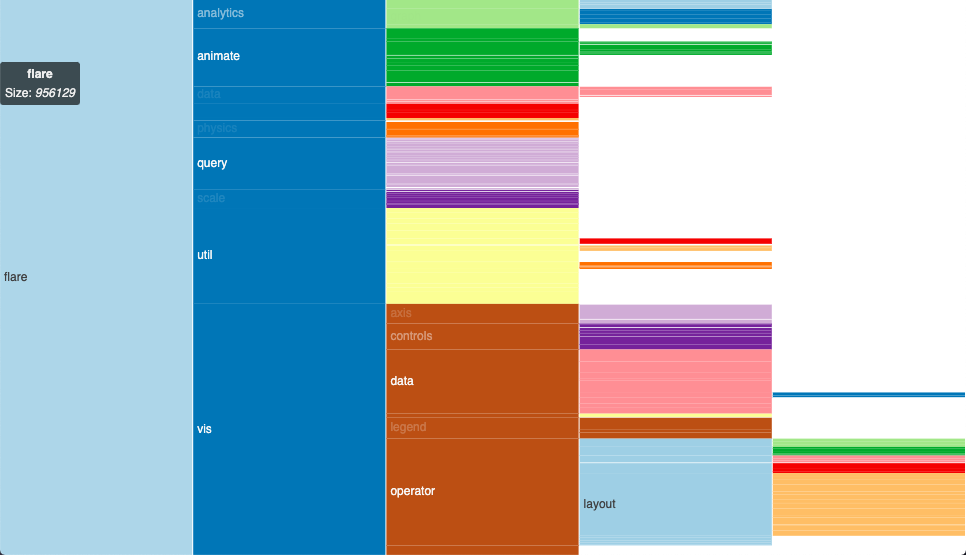 analytics
animate
flare
Size: 956129
data
physics
query
scale
util
flare
axis
controls
data
legend
vis
operator
layout